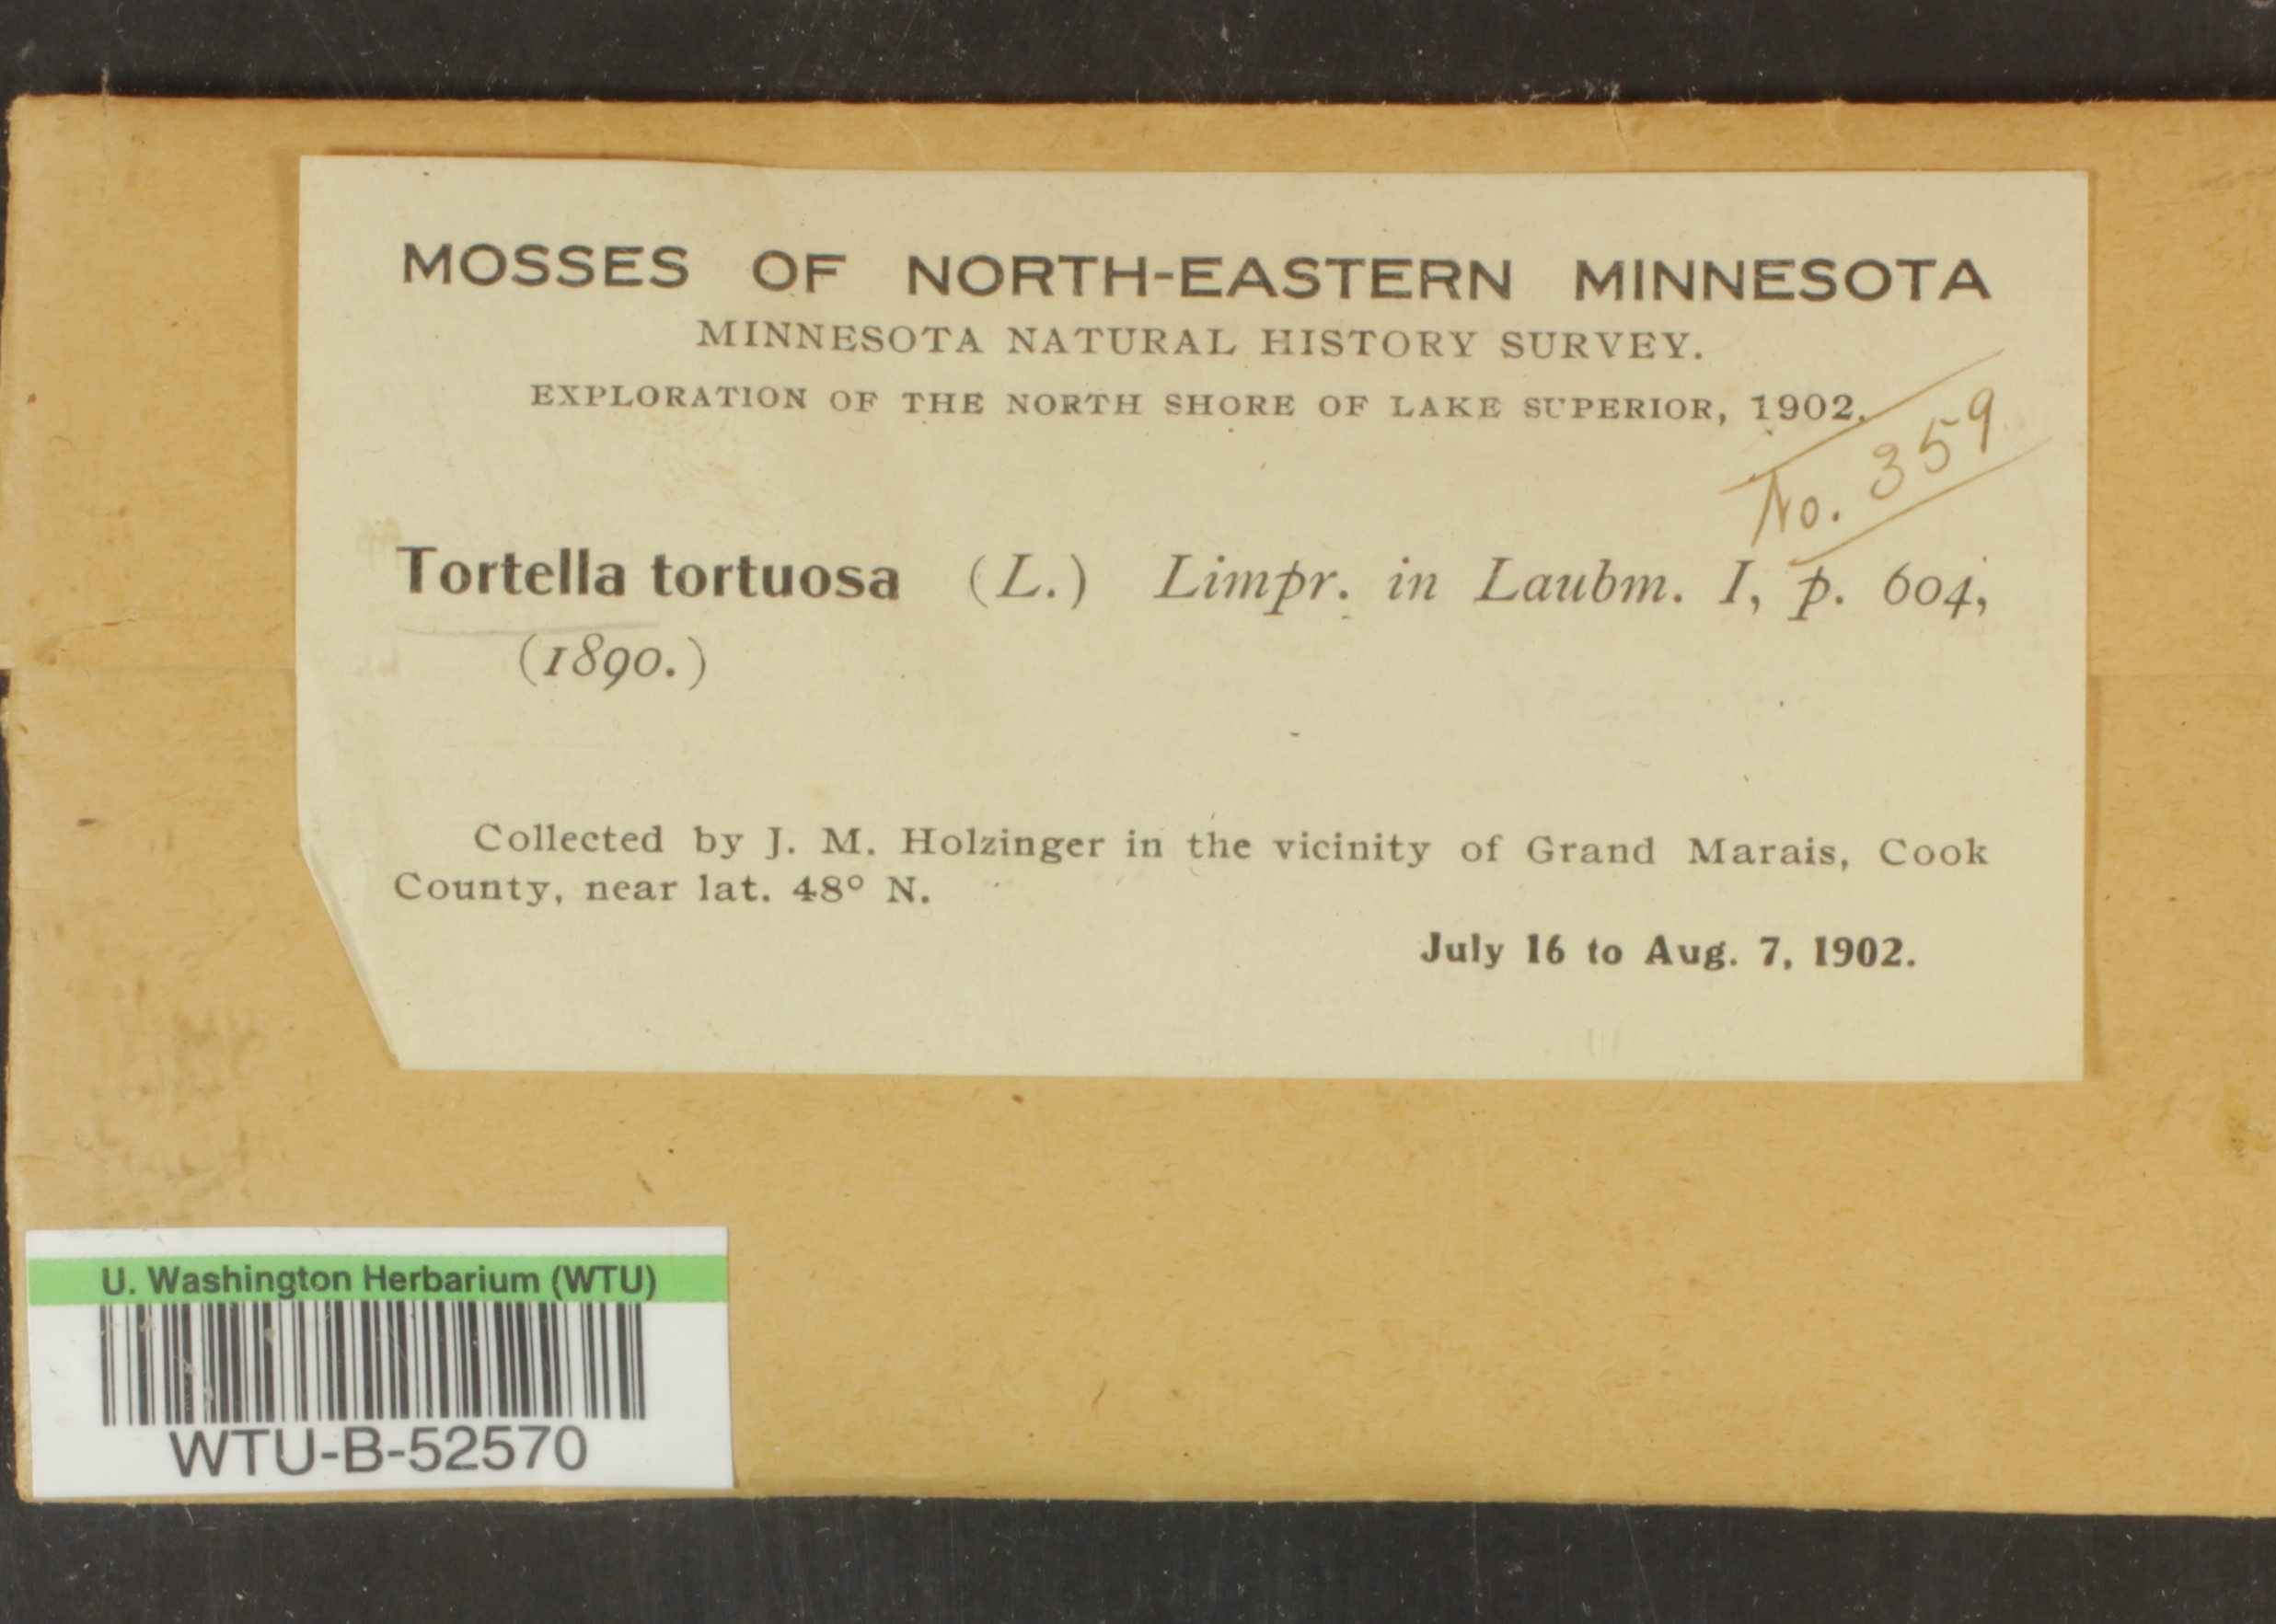 MOSSES OF NORTH-EASTERN MINNESOTA
MINNESOTA NATURAL HISTORY SURVEY.
EXPLORATION OF THE NORTH SHORE OF LAKE SUPERIOR, 1902.
No. 359
Tortella tortuosa (L.) Limpr. in Laubm. I, p. 604,
(1890.)
Collected by J. M. Holzinger in the vicinity of Grand Marais, Cook
County, near lat. 48° N.
July 16 to Aug. 7, 1902.
U. Washington Herbarium (WTU)
WTU-B-52570